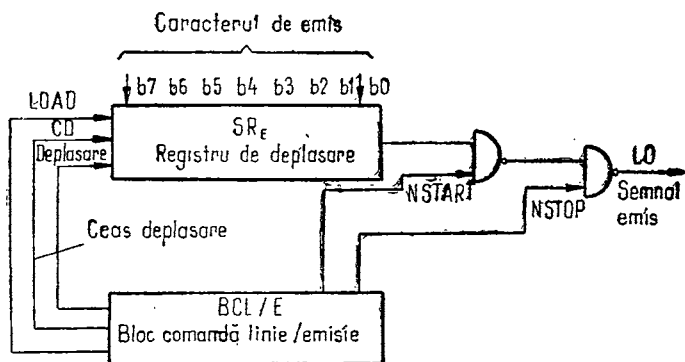 Caracterul de emis
b7 b6 b5 b4 b3 b2 b1 b0
LOAD
CD
Deplasare
SR_E
Registru de deplasare
NSTART
NSTOP
LO
Semnal
emis
Ceas deplasare
BCL/E
Bloc comandă linie/emisie